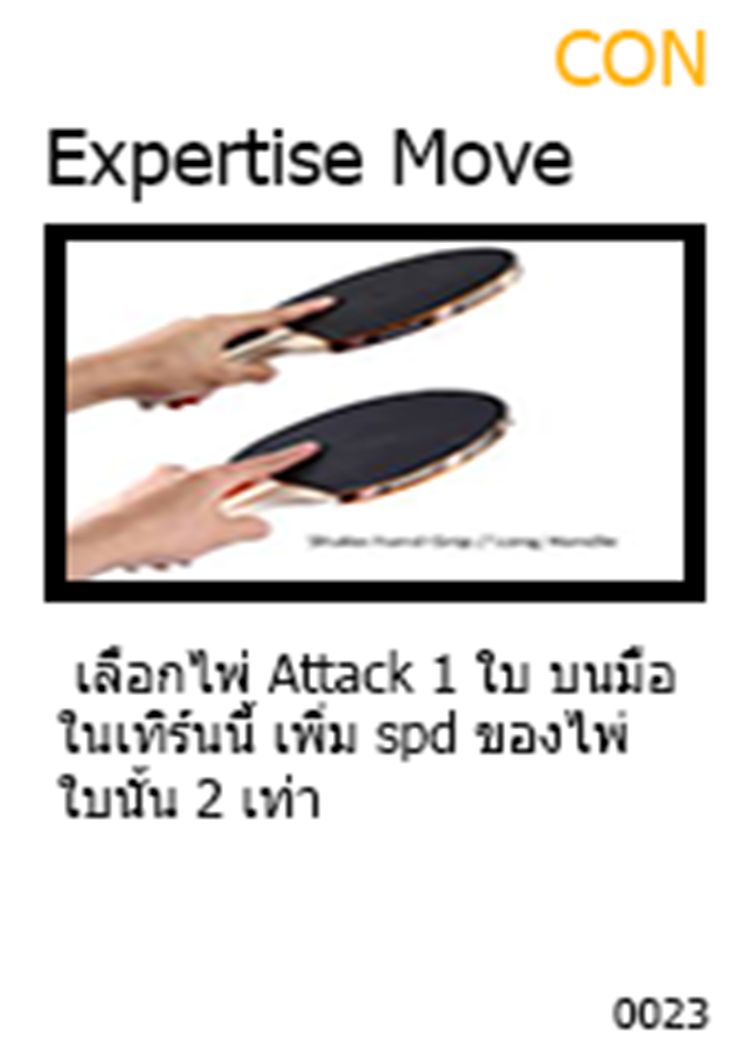 CON
Expertise Move
เลือกไพ่ Attack 1 ใบ บนมือ
ในเทิร์นนี้ เพิ่ม spd ของไพ่
ใบนั้น 2 เท่า
0023